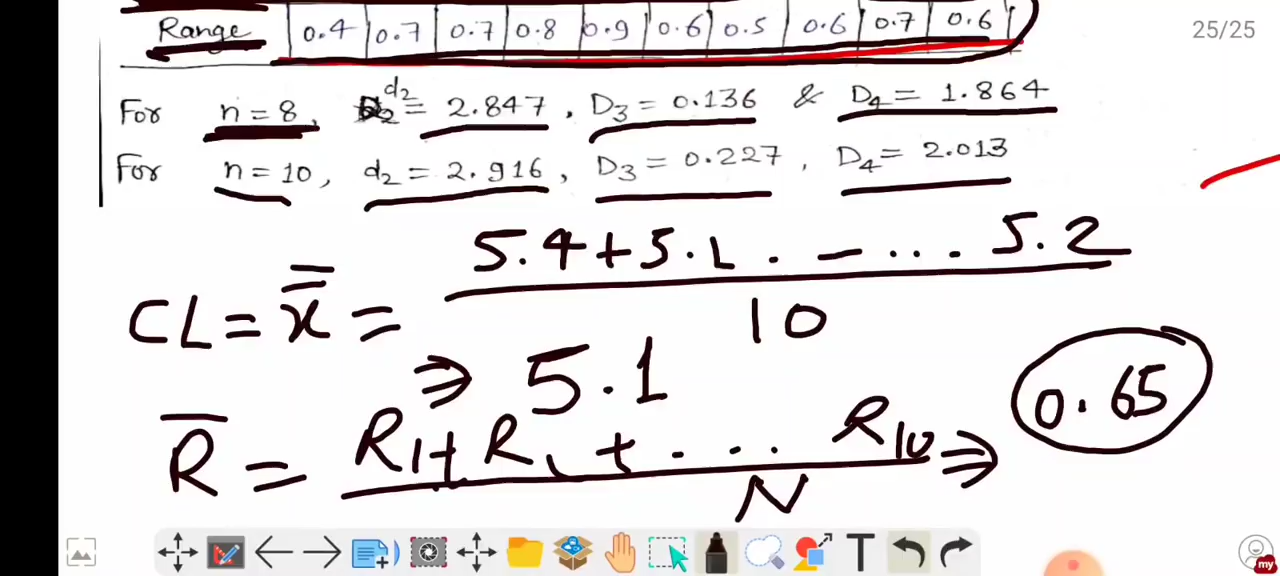 Range 0.4 0.7 0.7 0.8 0.9 0.6 0.5 0.6 0.7 0.6
25/25
For n = 8 d2 = 2.847 , D3 = 0.136 & D4 = 1.864
For n = 10 , d2 = 2.916 , D3 = 0.227 , D4 = 2.013
CL = x̿ = 5.4 + 5.1 . – ... 5.2 / 10
⇒ 5.1
R̅ = R1 + R1 + . ... R10 / N ⇒ 0.65
T
my